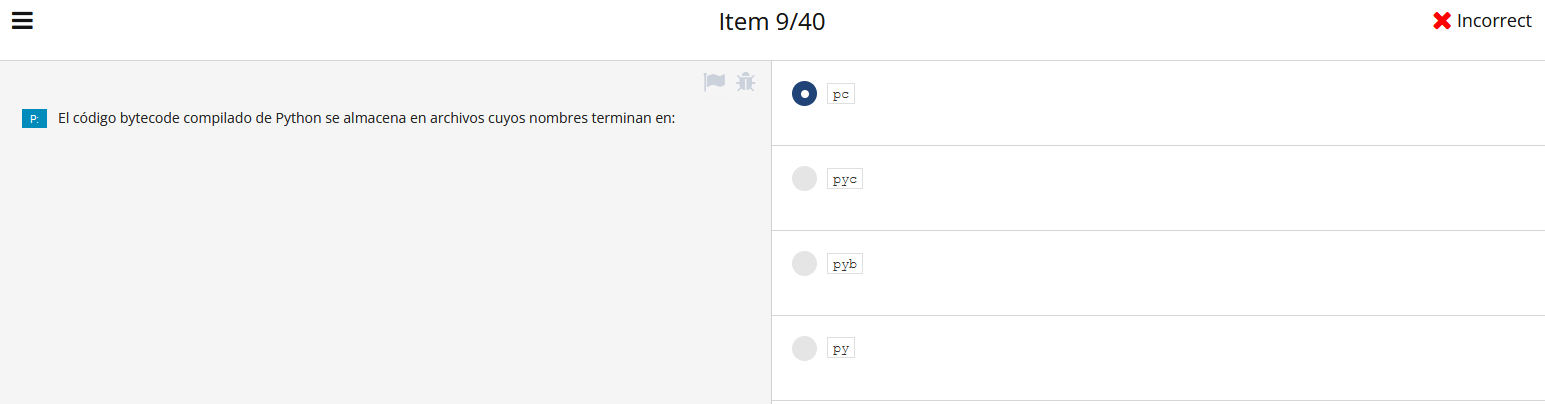 Item 9/40
Incorrect
P: El código bytecode compilado de Python se almacena en archivos cuyos nombres terminan en:
pc
pyc
pyb
py